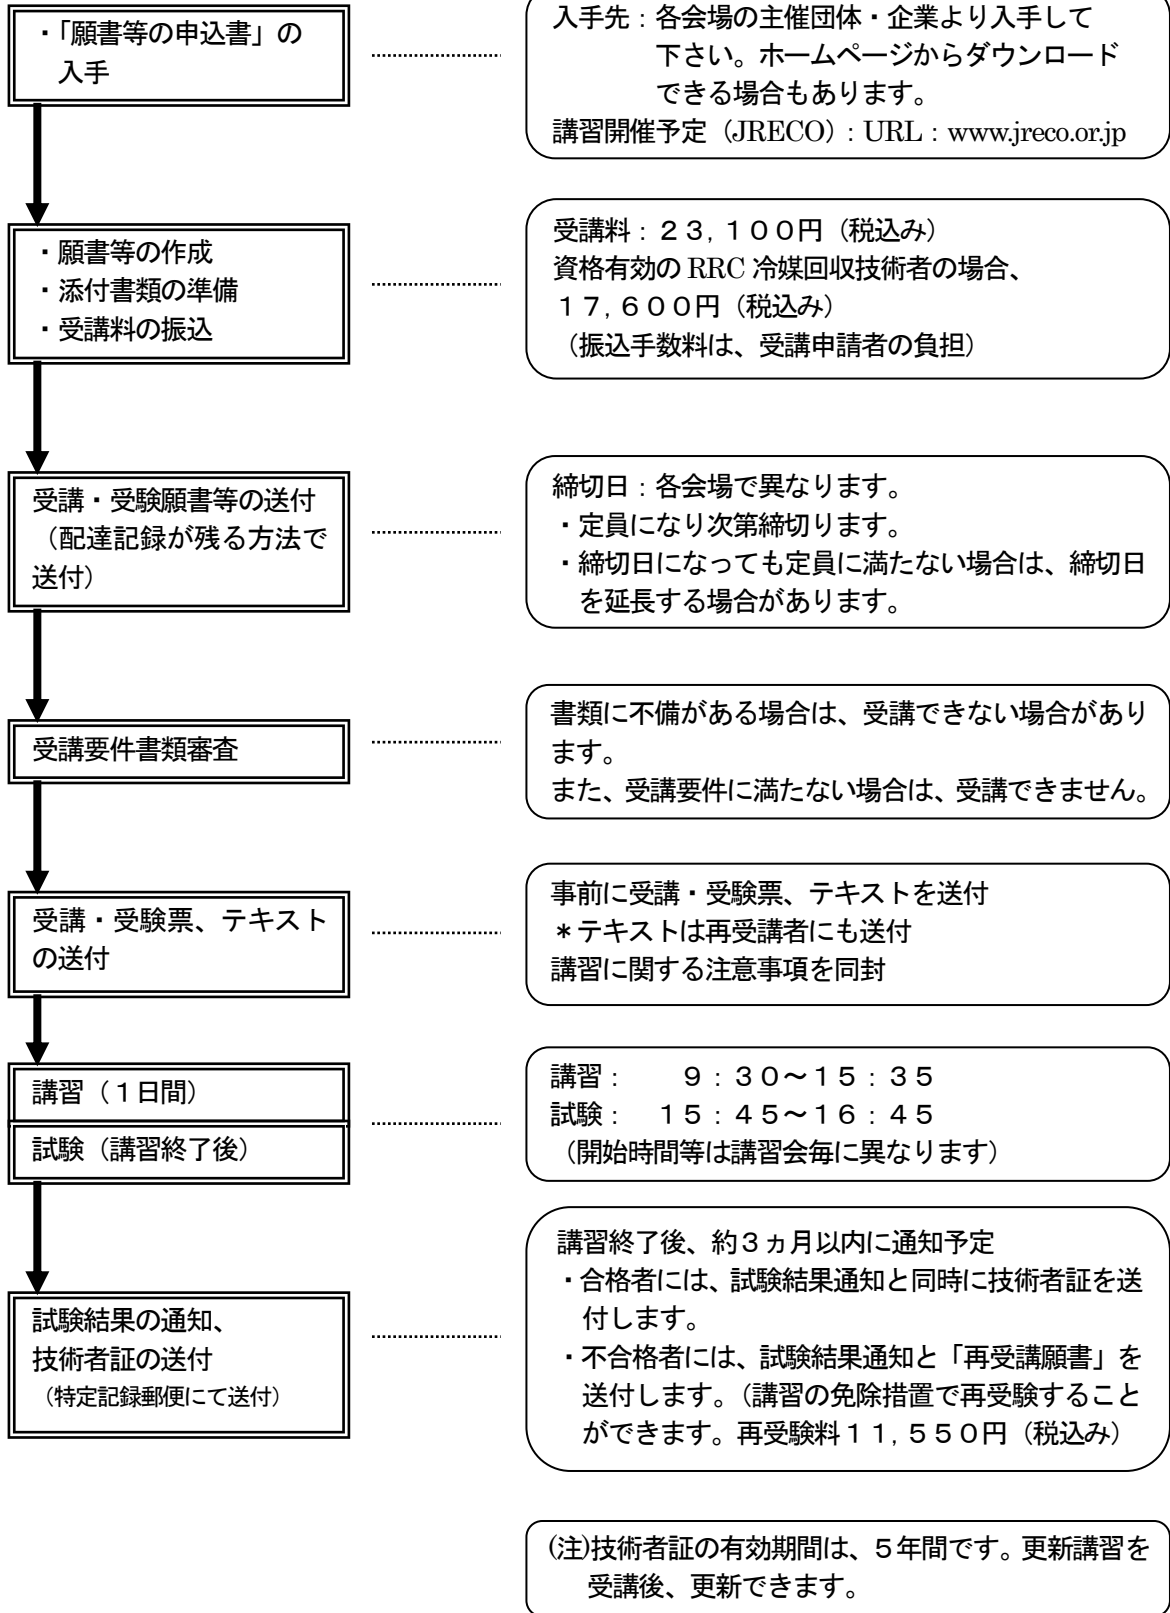 ・「願書等の申込書」の
入手
入手先：各会場の主催団体・企業より入手して
下さい。ホームページからダウンロード
できる場合もあります。
講習開催予定（JRECO）：URL：www.jreco.or.jp
・願書等の作成
・添付書類の準備
・受講料の振込
受講料：２３,１００円（税込み）
資格有効の RRC 冷媒回収技術者の場合、
１７,６００円（税込み）
（振込手数料は、受講申請者の負担）
受講・受験願書等の送付
（配達記録が残る方法で
送付）
締切日：各会場で異なります。
・定員になり次第締切ります。
・締切日になっても定員に満たない場合は、締切日
を延長する場合があります。
受講要件書類審査
書類に不備がある場合は、受講できない場合があり
ます。
また、受講要件に満たない場合は、受講できません。
受講・受験票、テキスト
の送付
事前に受講・受験票、テキストを送付
＊テキストは再受講者にも送付
講習に関する注意事項を同封
講習（１日間）
試験（講習終了後）
講習：　９：３０～１５：３５
試験：　１５：４５～１６：４５
（開始時間等は講習会毎に異なります）
試験結果の通知、
技術者証の送付
（特定記録郵便にて送付）
講習終了後、約３ヵ月以内に通知予定
・合格者には、試験結果通知と同時に技術者証を送
付します。
・不合格者には、試験結果通知と「再受講願書」を
送付します。（講習の免除措置で再受験すること
ができます。再受験料１１,５５０円（税込み）
(注)技術者証の有効期間は、５年間です。更新講習を
受講後、更新できます。